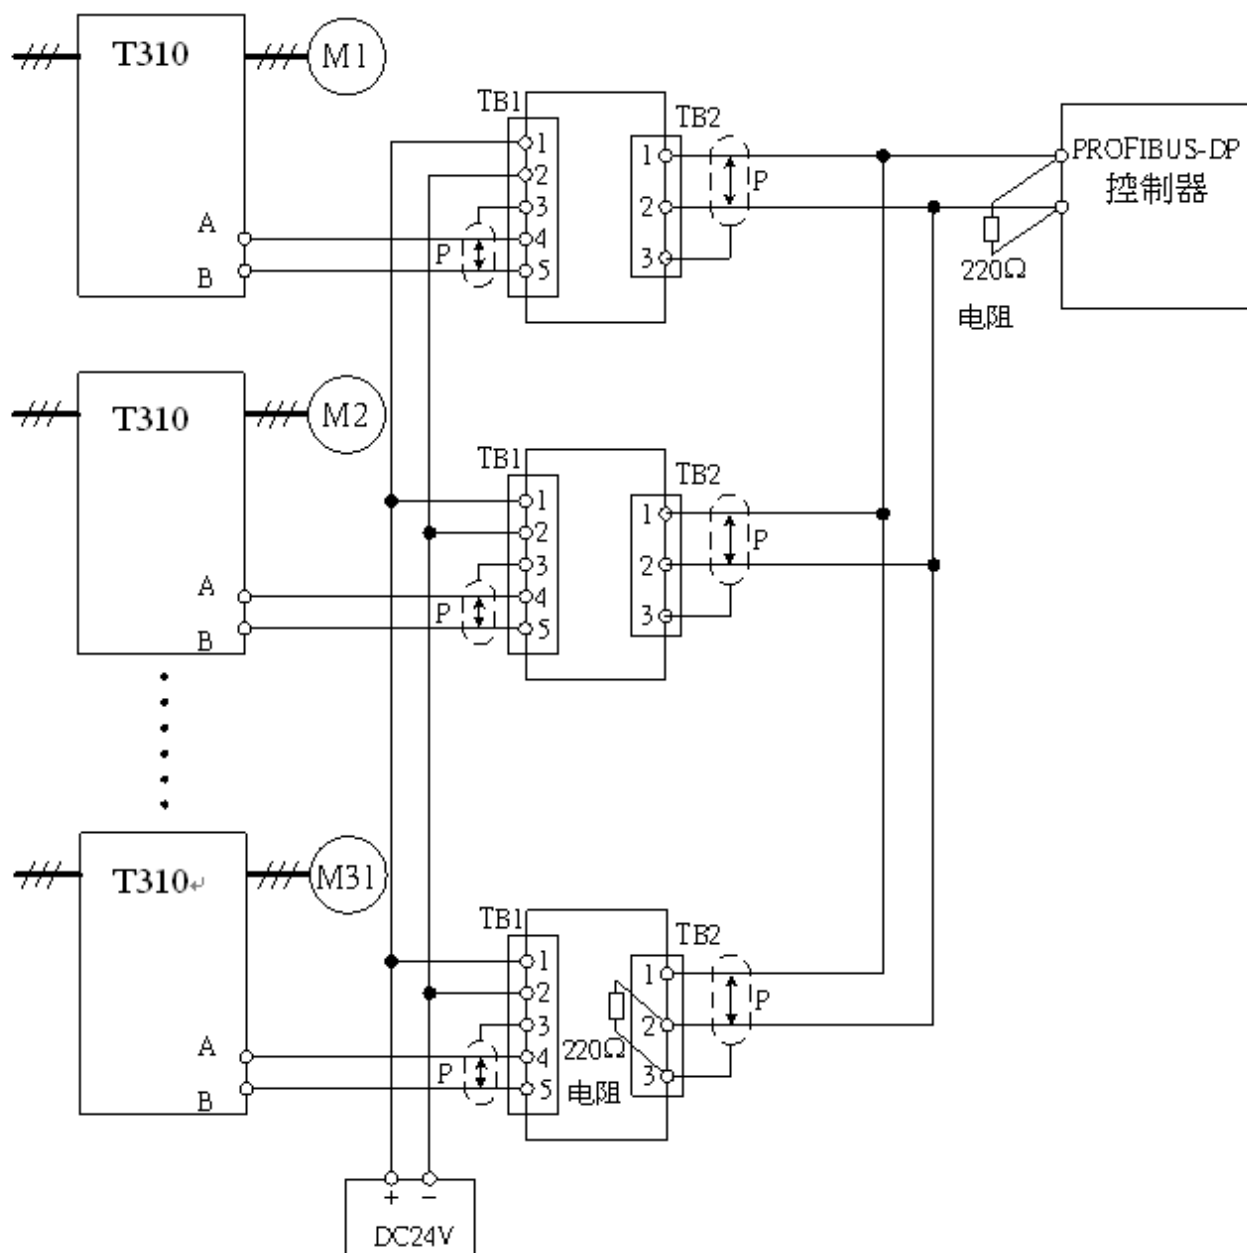 T310
M1
A
B
TB1
1
2
3
4
5
P
TB2
1
2
3
P
PROFIBUS-DP
控制器
220Ω
电阻
T310
M2
A
B
TB1
1
2
3
4
5
P
TB2
1
2
3
P
T310↵
M31
A
B
TB1
1
2
3
4
5
P
220Ω
电阻
TB2
1
2
3
P
+ −
DC24V